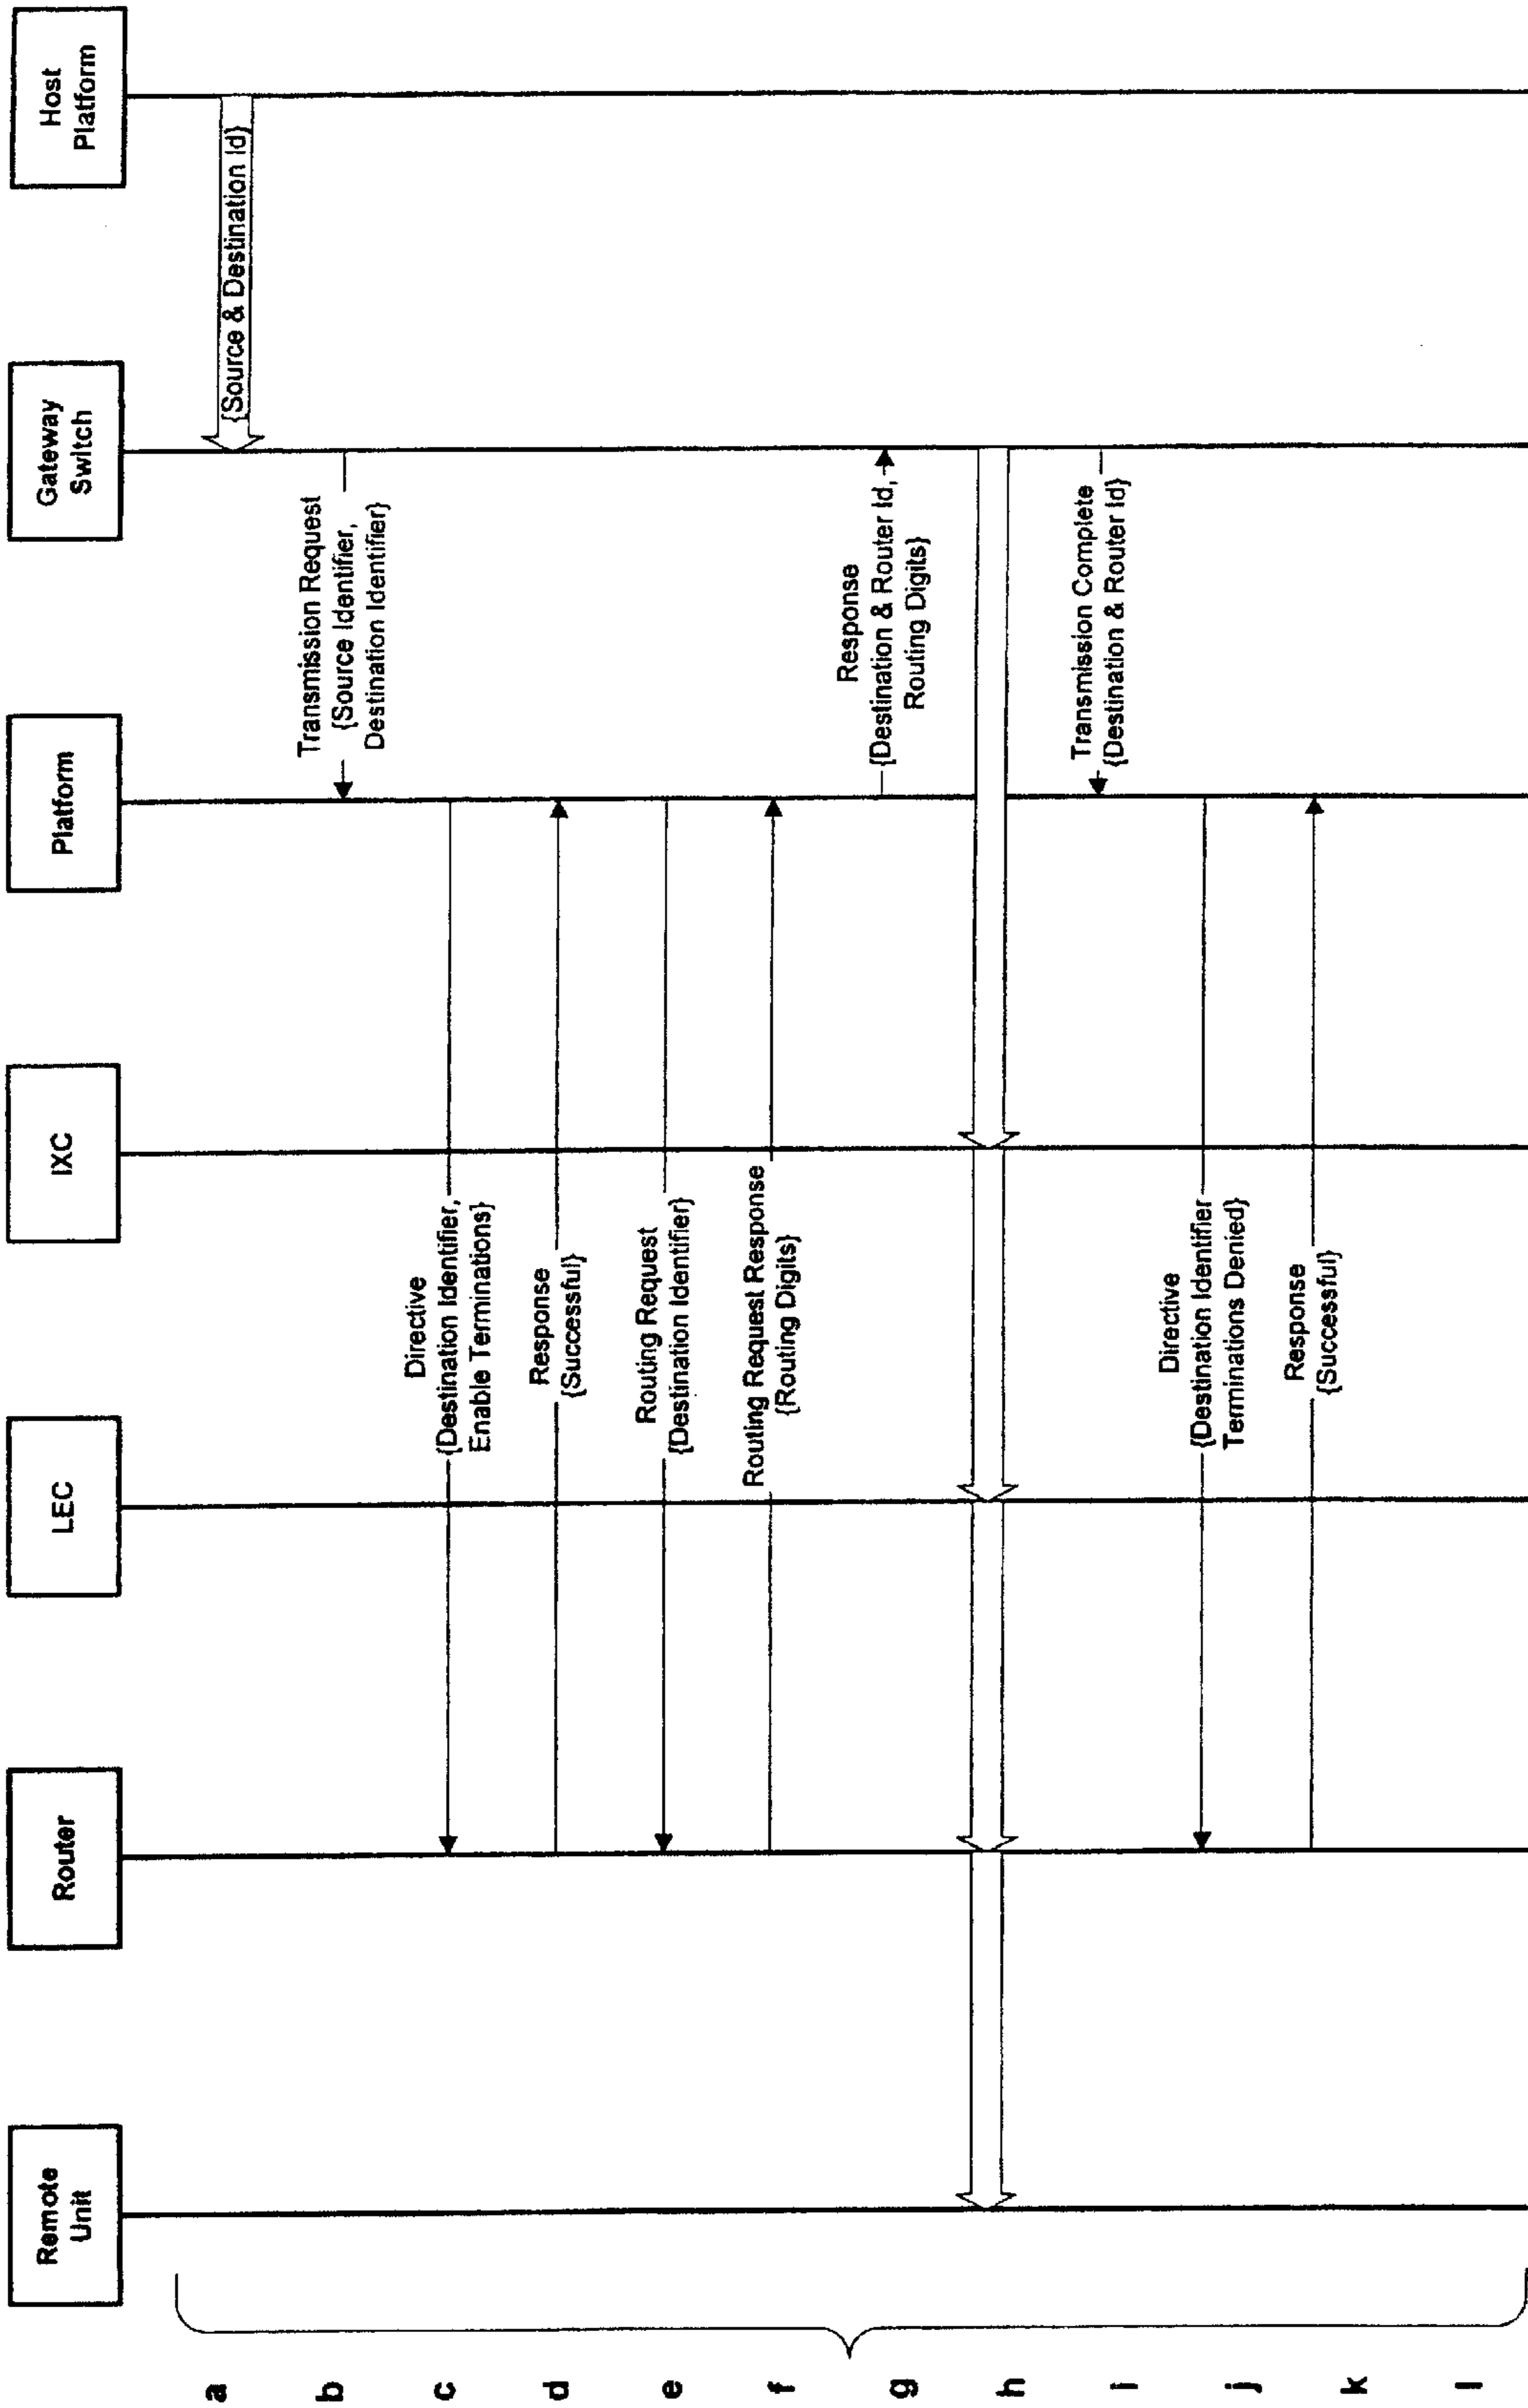 Remote
Unit
Router
LEC
IXC
Platform
Gateway
Switch
Host
Platform
a
{Source & Destination Id}
b
Transmission Request
{Source Identifier,
Destination Identifier}
c
Directive
{Destination Identifier,
Enable Terminations}
d
Response
{Successful}
e
Routing Request
{Destination Identifier}
f
Routing Request Response
{Routing Digits}
g
Response
{Destination & Router Id,
Routing Digits}
h
i
Transmission Complete
{Destination & Router Id}
j
Directive
{Destination Identifier
Terminations Denied}
k
Response
{Successful}
l